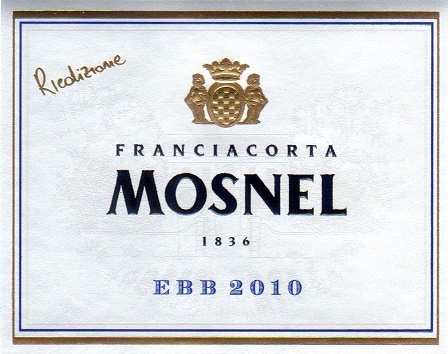 Riedizione
FRANCIACORTA
MOSNEL
1836
EBB 2010